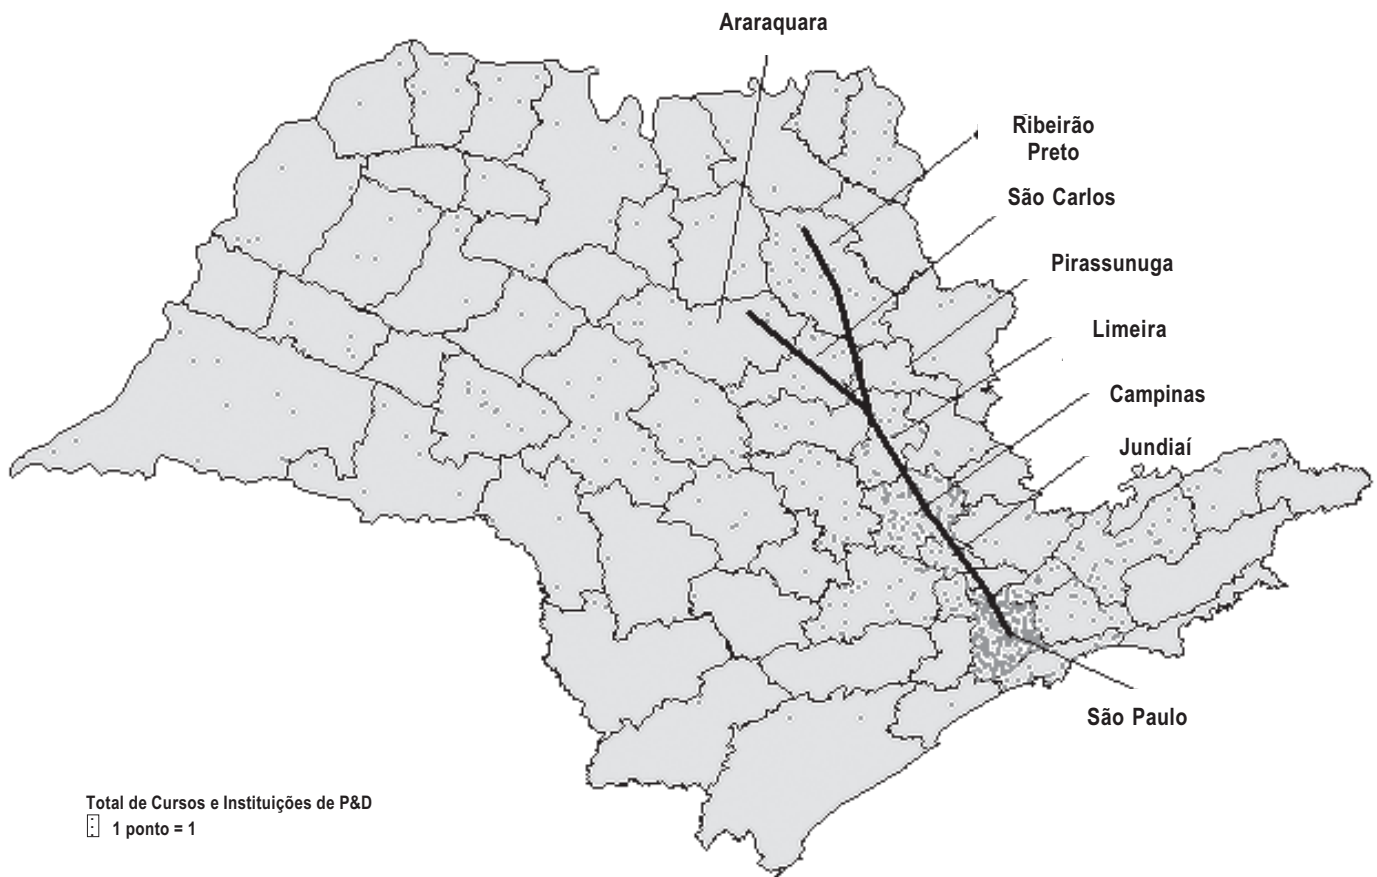 Araraquara
Ribeirão
Preto
São Carlos
Pirassunuga
Limeira
Campinas
Jundiaí
São Paulo
Total de Cursos e Instituições de P&D
1 ponto = 1